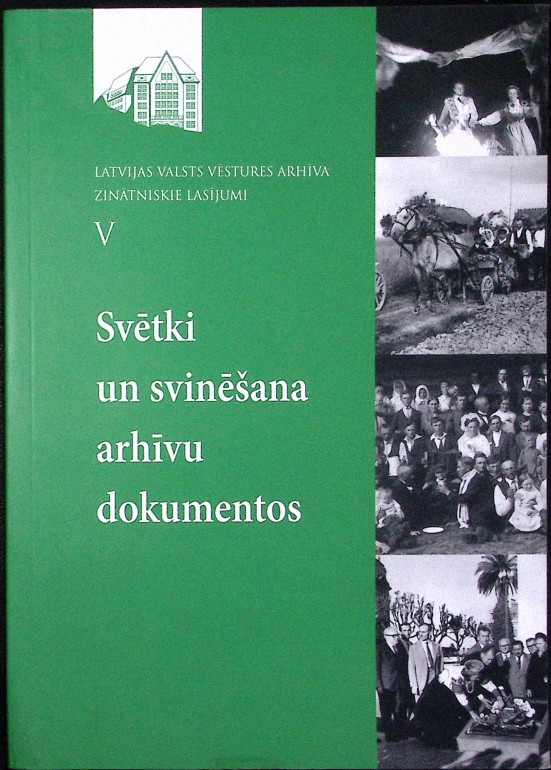 LATVIJAS VALSTS VĒSTURES ARHĪVA
ZINĀTNISKIE LASĪJUMI
V
Svētki
un svinēšana
arhīvu
dokumentos